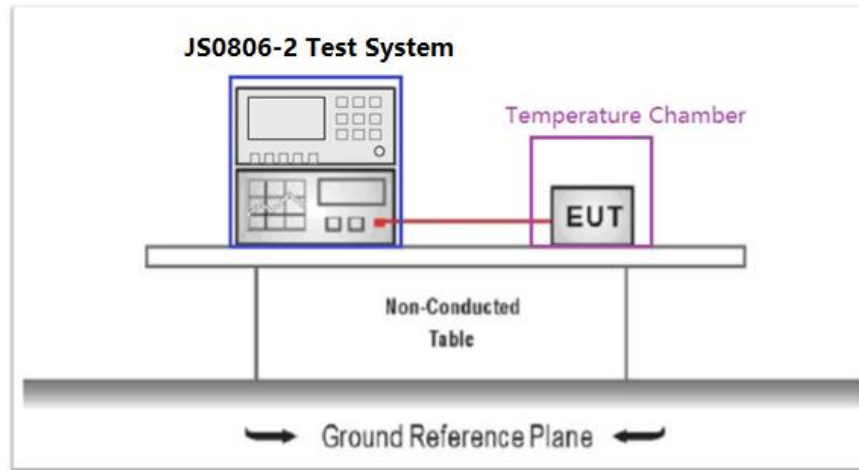 JS0806-2 Test System
Temperature Chamber
EUT
Non-Conducted
Table
Ground Reference Plane